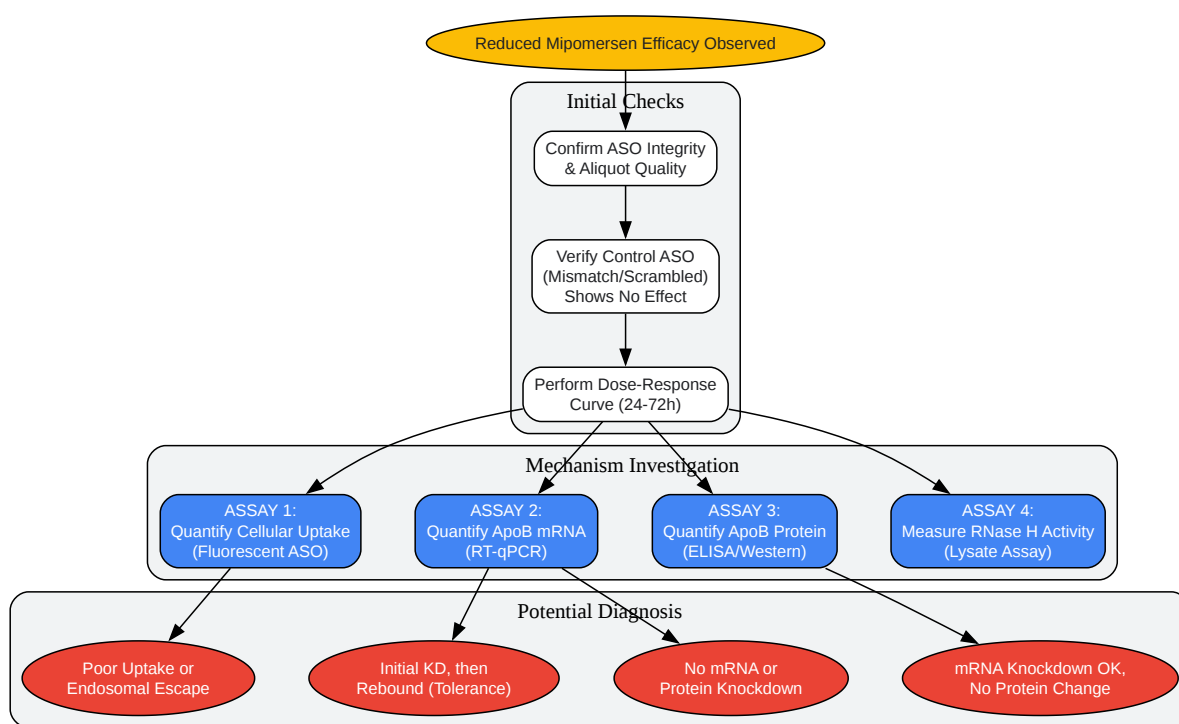 Reduced Mipomersen Efficacy Observed
Initial Checks
Confirm ASO Integrity
& Aliquot Quality
Verify Control ASO
(Mismatch/Scrambled)
Shows No Effect
Perform Dose-Response
Curve (24-72h)
Mechanism Investigation
ASSAY 1:
Quantify Cellular Uptake
(Fluorescent ASO)
ASSAY 2:
Quantify ApoB mRNA
(RT-qPCR)
ASSAY 3:
Quantify ApoB Protein
(ELISA/Western)
ASSAY 4:
Measure RNase H Activity
(Lysate Assay)
Potential Diagnosis
Poor Uptake or
Endosomal Escape
Initial KD, then
Rebound (Tolerance)
No mRNA or
Protein Knockdown
mRNA Knockdown OK,
No Protein Change